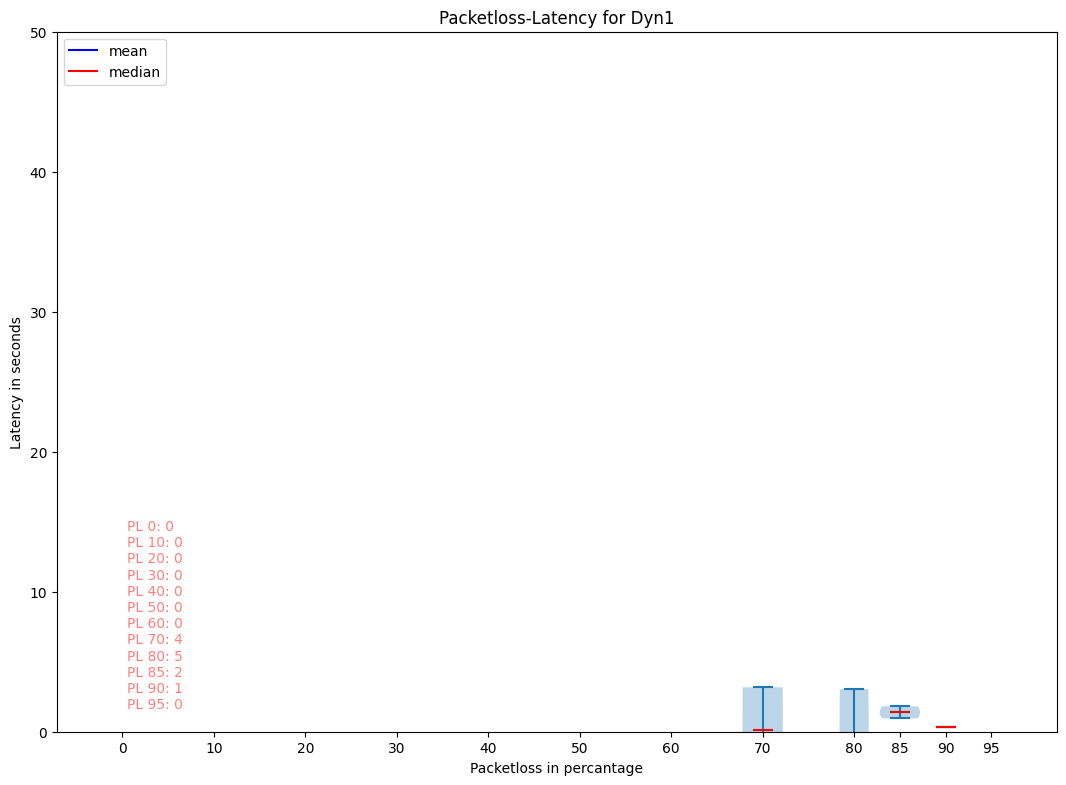 Packetloss-Latency for Dyn1
mean
median
50
40
30
20
10
0
Latency in seconds
PL 0: 0
PL 10: 0
PL 20: 0
PL 30: 0
PL 40: 0
PL 50: 0
PL 60: 0
PL 70: 4
PL 80: 5
PL 85: 2
PL 90: 1
PL 95: 0
0 10 20 30 40 50 60 70 80 85 90 95
Packetloss in percantage